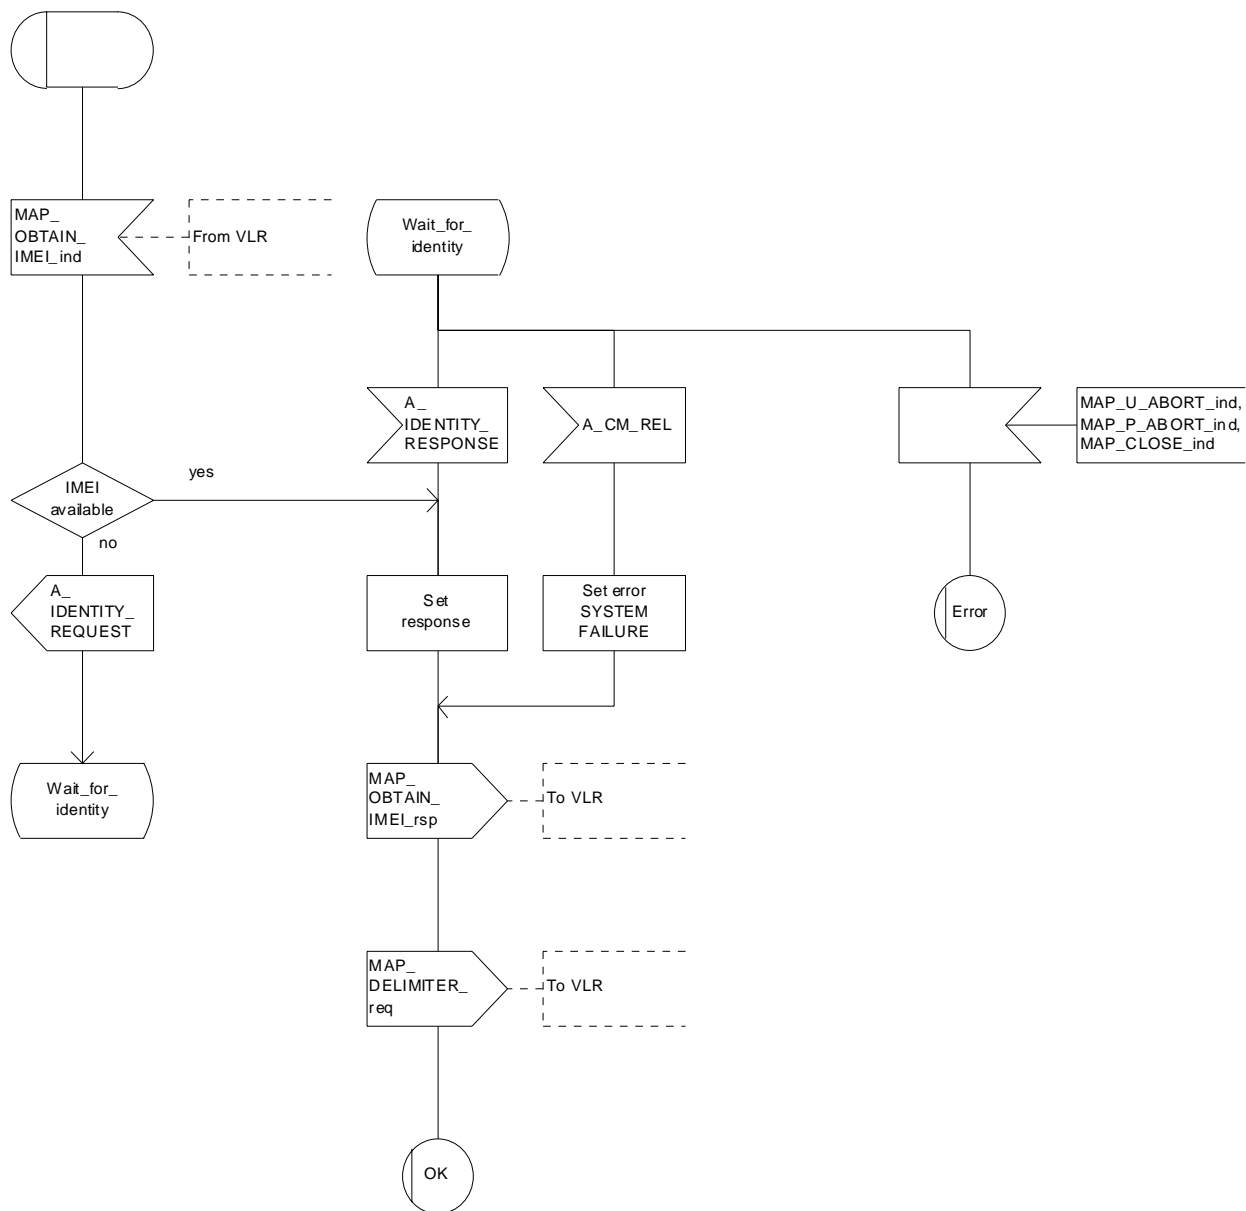 MAP_
OBTAIN_
IMEI_ind
From VLR
Wait_for_
identity
A_
IDENTITY_
RESPONSE
A_CM_REL
MAP_U_ABORT_ind,
MAP_P_ABORT_ind,
MAP_CLOSE_ind
yes
IMEI
available
no
A_
IDENTITY_
REQUEST
Set
response
Set error
SYSTEM
FAILURE
Error
Wait_for_
identity
MAP_
OBTAIN_
IMEI_rsp
To VLR
MAP_
DELIMITER_
req
To VLR
OK